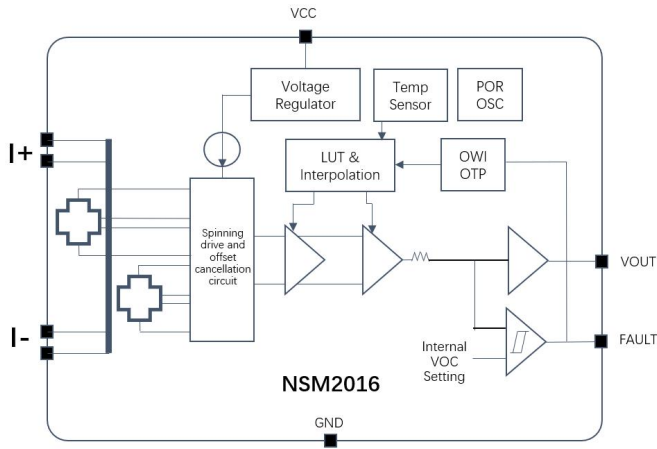 VCC
Voltage
Regulator
Temp
Sensor
POR
OSC
I+
LUT &
Interpolation
OWI
OTP
Spinning
drive and
offset
cancellation
circuit
VOUT
I-
Internal
VOC
Setting
FAULT
NSM2016
GND